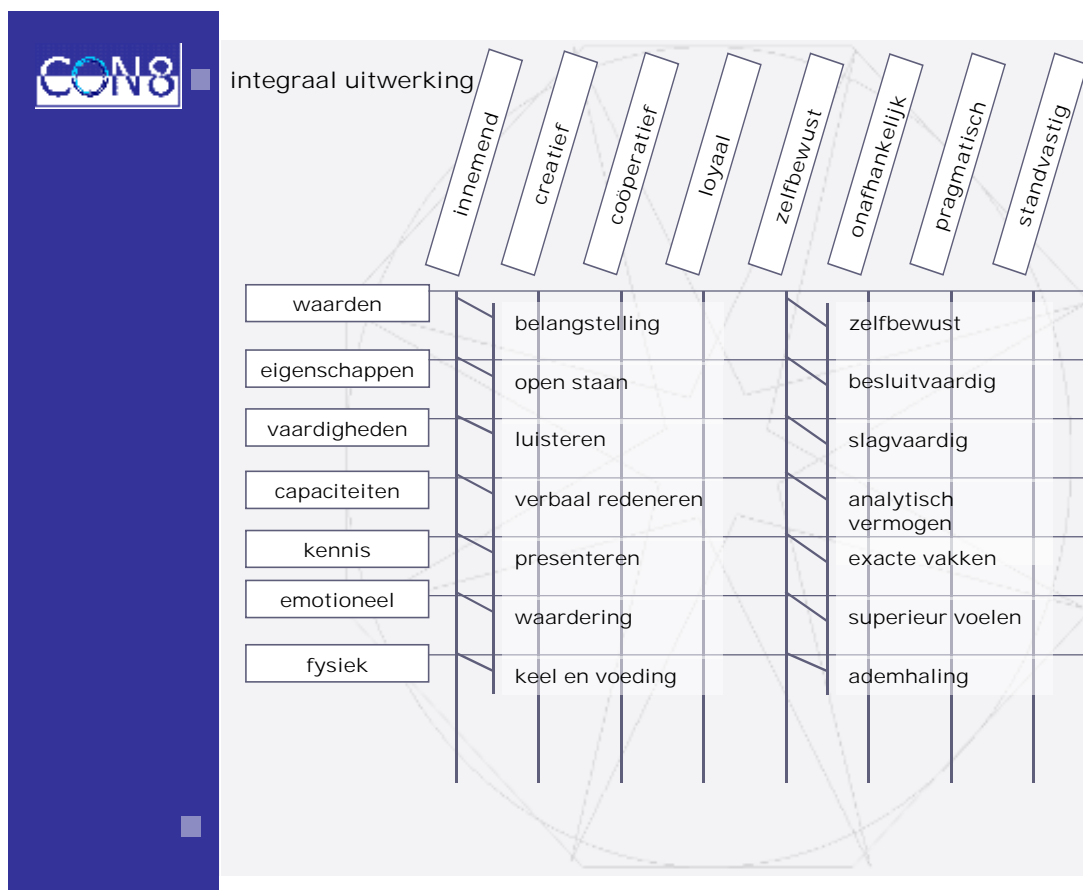 CON8
integraal uitwerking
innemend
creatief
coöperatief
loyaal
zelfbewust
onafhankelijk
pragmatisch
standvastig
waarden
belangstelling
zelfbewust
eigenschappen
open staan
besluitvaardig
vaardigheden
luisteren
slagvaardig
capaciteiten
verbaal redeneren
analytisch
vermogen
kennis
presenteren
exacte vakken
emotioneel
waardering
superieur voelen
fysiek
keel en voeding
ademhaling